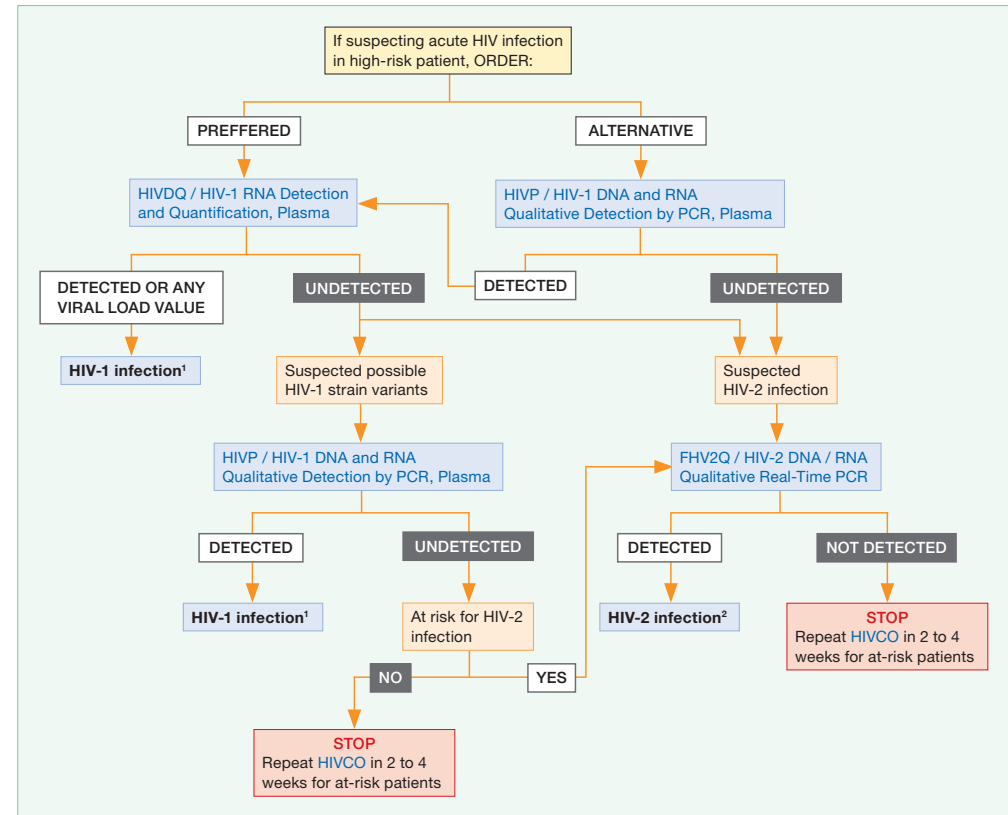 If suspecting acute HIV infection
in high-risk patient, ORDER:
PREFFERED
ALTERNATIVE
HIVDQ / HIV-1 RNA Detection
and Quantification, Plasma
HIVP / HIV-1 DNA and RNA
Qualitative Detection by PCR, Plasma
DETECTED OR ANY
VIRAL LOAD VALUE
UNDETECTED
DETECTED
UNDETECTED
HIV-1 infection¹
Suspected possible
HIV-1 strain variants
Suspected
HIV-2 infection
HIVP / HIV-1 DNA and RNA
Qualitative Detection by PCR, Plasma
FHV2Q / HIV-2 DNA / RNA
Qualitative Real-Time PCR
DETECTED
UNDETECTED
DETECTED
NOT DETECTED
HIV-1 infection¹
At risk for HIV-2
infection
HIV-2 infection²
STOP
Repeat HIVCO in 2 to 4
weeks for at-risk patients
NO
YES
STOP
Repeat HIVCO in 2 to 4
weeks for at-risk patients